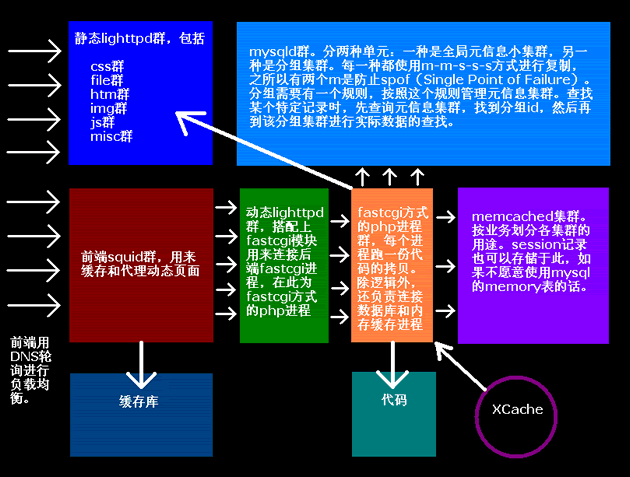 静态lighttpd群，包括
css群
file群
htm群
img群
js群
misc群
mysqld群。分两种单元：一种是全局元信息小集群，另一
种是分组集群。每一种都使用m-m-s-s-s方式进行复制，
之所以有两个m是防止spof（Single Point of Failure）。
分组需要有一个规则，按照这个规则管理元信息集群。查找
某个特定记录时，先查询元信息集群，找到分组id，然后再
到该分组集群进行实际数据的查找。
前端squid群，用来
缓存和代理动态页面
动态lighttpd
群，搭配上
fastcgi模块
用来连接后
端fastcgi进
程，在此为
fastcgi方式
的php进程
fastcgi方式
的php进程
群，每个进
程跑一份代
码的拷贝。
除逻辑外，
还负责连接
数据库和内
存缓存进程
memcached集群。
按业务划分各集群的
用途。session记录
也可以存储于此，如
果不愿意使用mysql
的memory表的话。
前端用
DNS轮
询进行
负载均
衡。
缓存库
代码
XCache